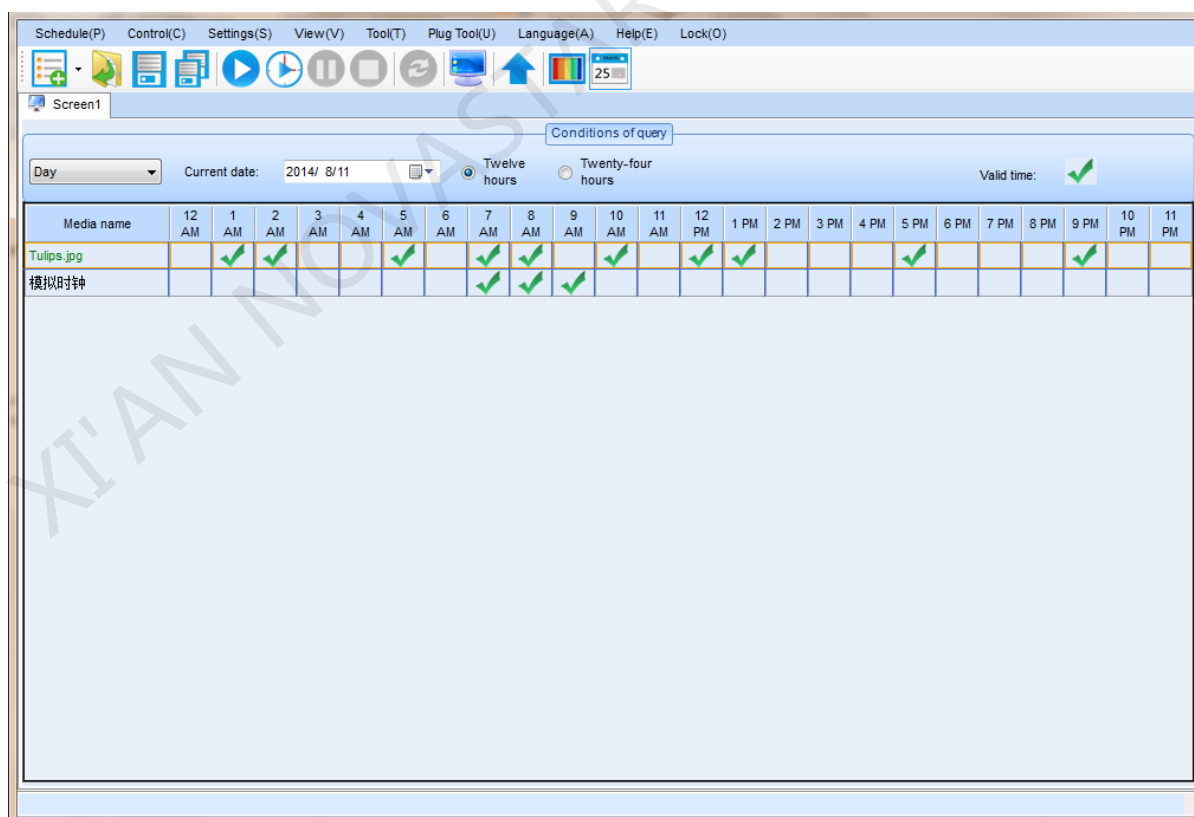 Schedule(P) Control(C) Settings(S) View(V) Tool(T) Plug Tool(U) Language(A) Help(E) Lock(O)
25
Screen1
Conditions of query
Day Current date: 2014/ 8/11 Twelve hours Twenty-four hours Valid time:
Media name 12 AM 1 AM 2 AM 3 AM 4 AM 5 AM 6 AM 7 AM 8 AM 9 AM 10 AM 11 AM 12 PM 1 PM 2 PM 3 PM 4 PM 5 PM 6 PM 7 PM 8 PM 9 PM 10 PM 11 PM
Tulips.jpg
模拟时钟
XI'AN NOVASTAR